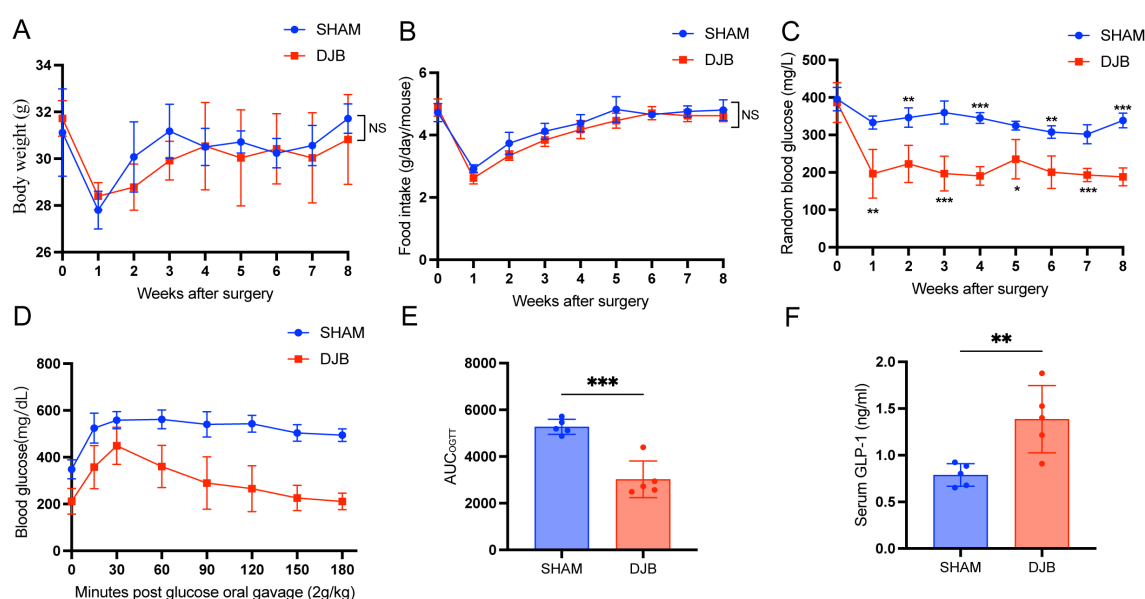 A
SHAM
DJB
Body weight (g)
34
32
30
28
26
NS
0 1 2 3 4 5 6 7 8
Weeks after surgery
B
SHAM
DJB
Food intake (g/day/mouse)
6
4
2
0
NS
0 1 2 3 4 5 6 7 8
Weeks after surgery
C
SHAM
DJB
Random blood glucose (mg/L)
500
400
300
200
100
0
** *** ** ***
** *** * ***
0 1 2 3 4 5 6 7 8
Weeks after surgery
D
SHAM
DJB
Blood glucose(mg/dL)
800
600
400
200
0
0 30 60 90 120 150 180
Minutes post glucose oral gavage (2g/kg)
E
AUCOGTT
8000
6000
4000
2000
0
***
SHAM DJB
F
Serum GLP-1 (ng/ml)
2.0
1.5
1.0
0.5
0.0
**
SHAM DJB